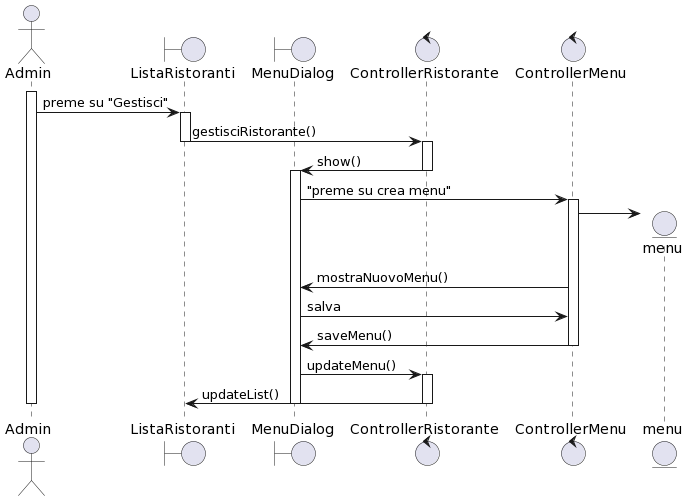 Admin
ListaRistoranti
MenuDialog
ControllerRistorante
ControllerMenu
preme su "Gestisci"
gestisciRistorante()
show()
"preme su crea menu"
menu
mostraNuovoMenu()
salva
saveMenu()
updateMenu()
updateList()
Admin
ListaRistoranti
MenuDialog
ControllerRistorante
ControllerMenu
menu